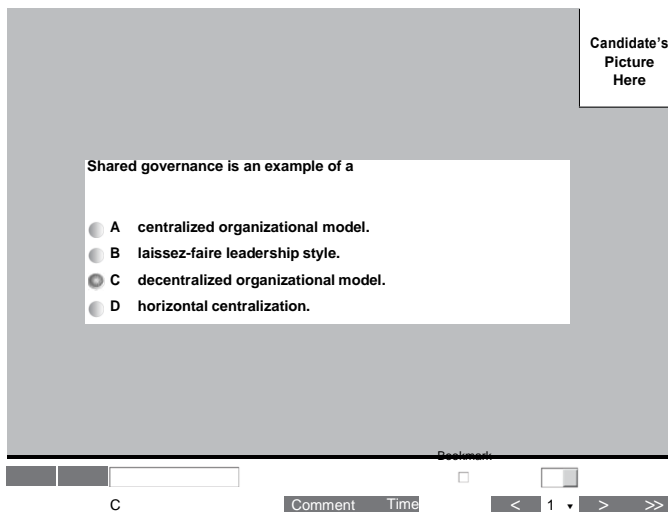 Candidate's
Picture
Here
Shared governance is an example of a
A centralized organizational model.
B laissez-faire leadership style.
C decentralized organizational model.
D horizontal centralization.
Bookmark
C Comment Time < 1 ▾ > >>